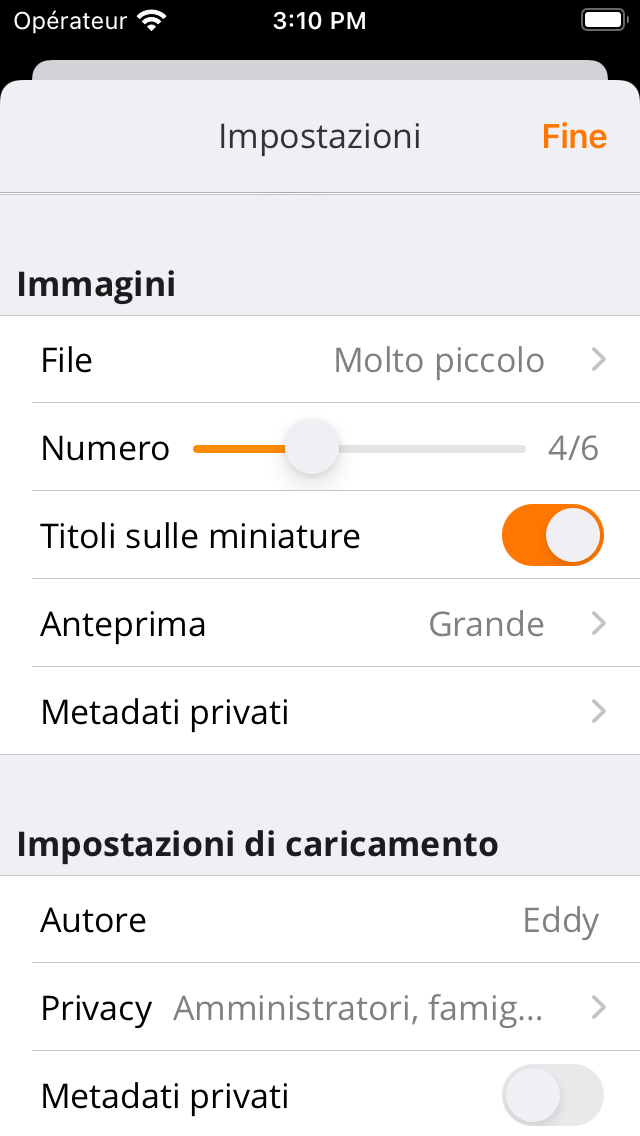 Opérateur 3:10 PM
Impostazioni Fine
Immagini
File Molto piccolo
Numero 4/6
Titoli sulle miniature
Anteprima Grande
Metadati privati
Impostazioni di caricamento
Autore Eddy
Privacy Amministratori, famig...
Metadati privati